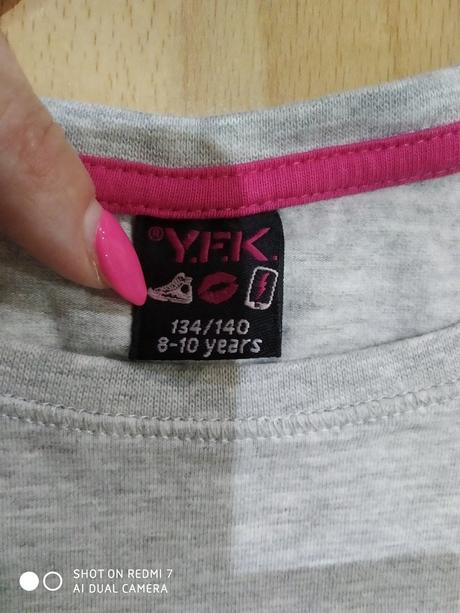 ® Y.F.K.
134/140
8-10 years
SHOT ON REDMI 7
AI DUAL CAMERA